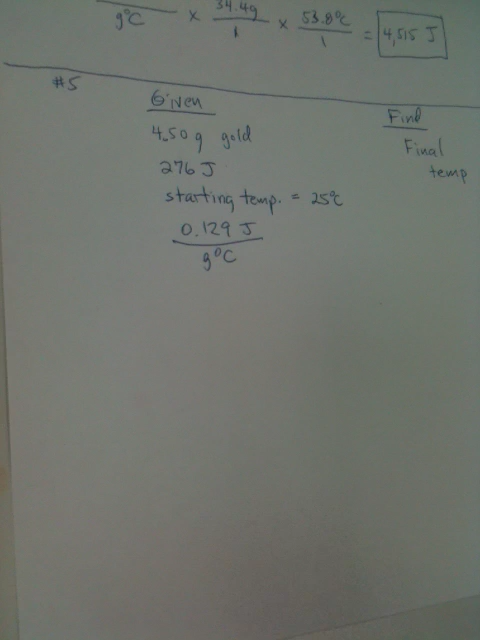 g°C × 34.4g / 1 × 53.8°C / 1 = 4,515 J
#5
Given
Find
4.50 g gold
Final
276 J
temp
starting temp. = 25°C
0.129 J
g°C